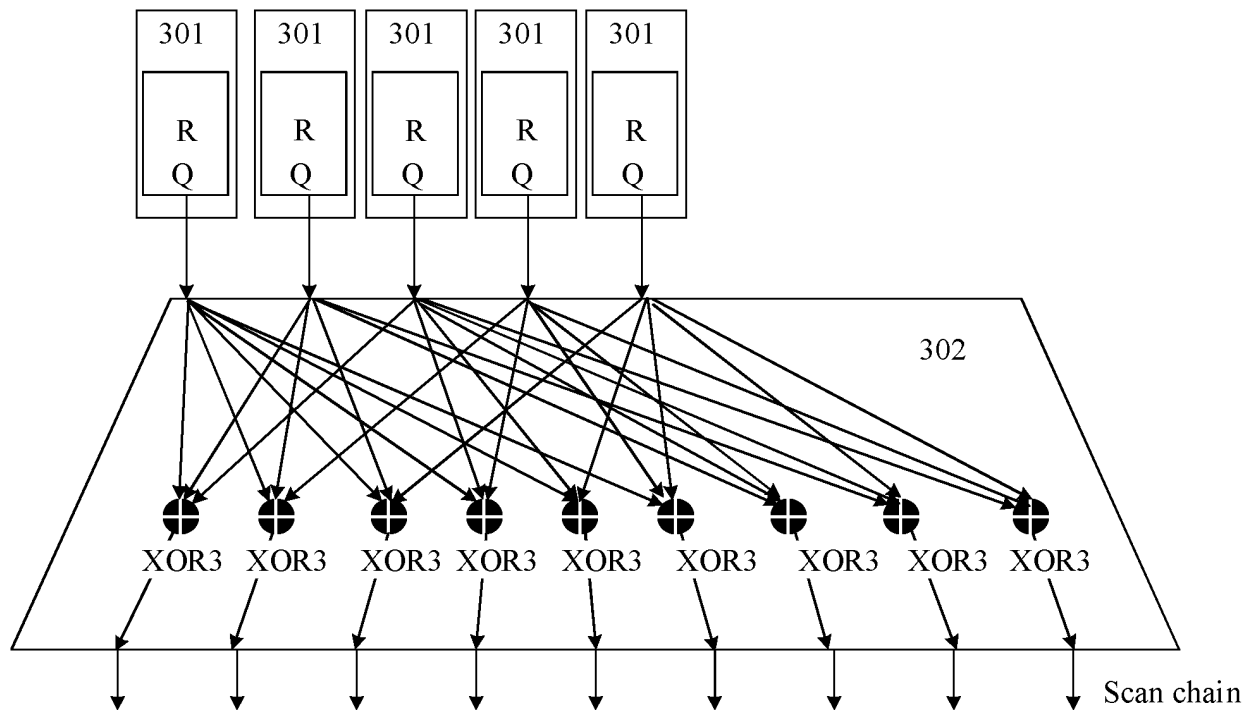 301 301 301 301 301
R R R R R
Q Q Q Q Q
302
XOR3 XOR3 XOR3 XOR3 XOR3 XOR3 XOR3 XOR3 XOR3
Scan chain